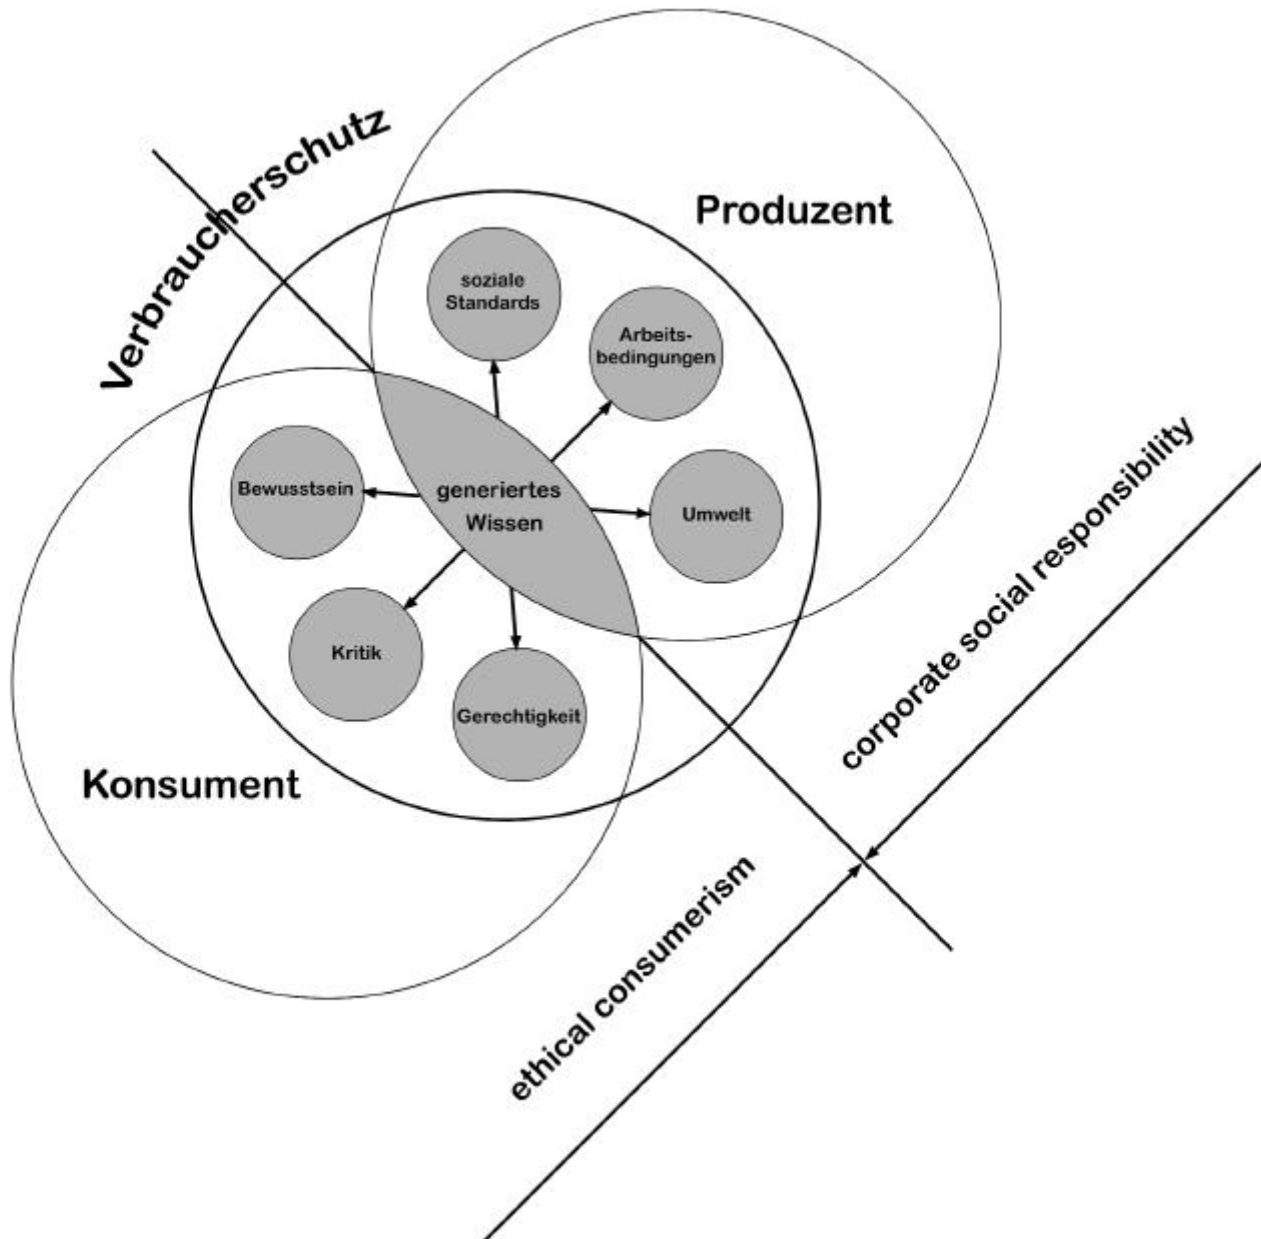 Verbraucherschutz
Produzent
soziale
Standards
Arbeits-
bedingungen
Bewusstsein
generiertes
Wissen
Umwelt
Kritik
Gerechtigkeit
Konsument
corporate social responsibility
ethical consumerism